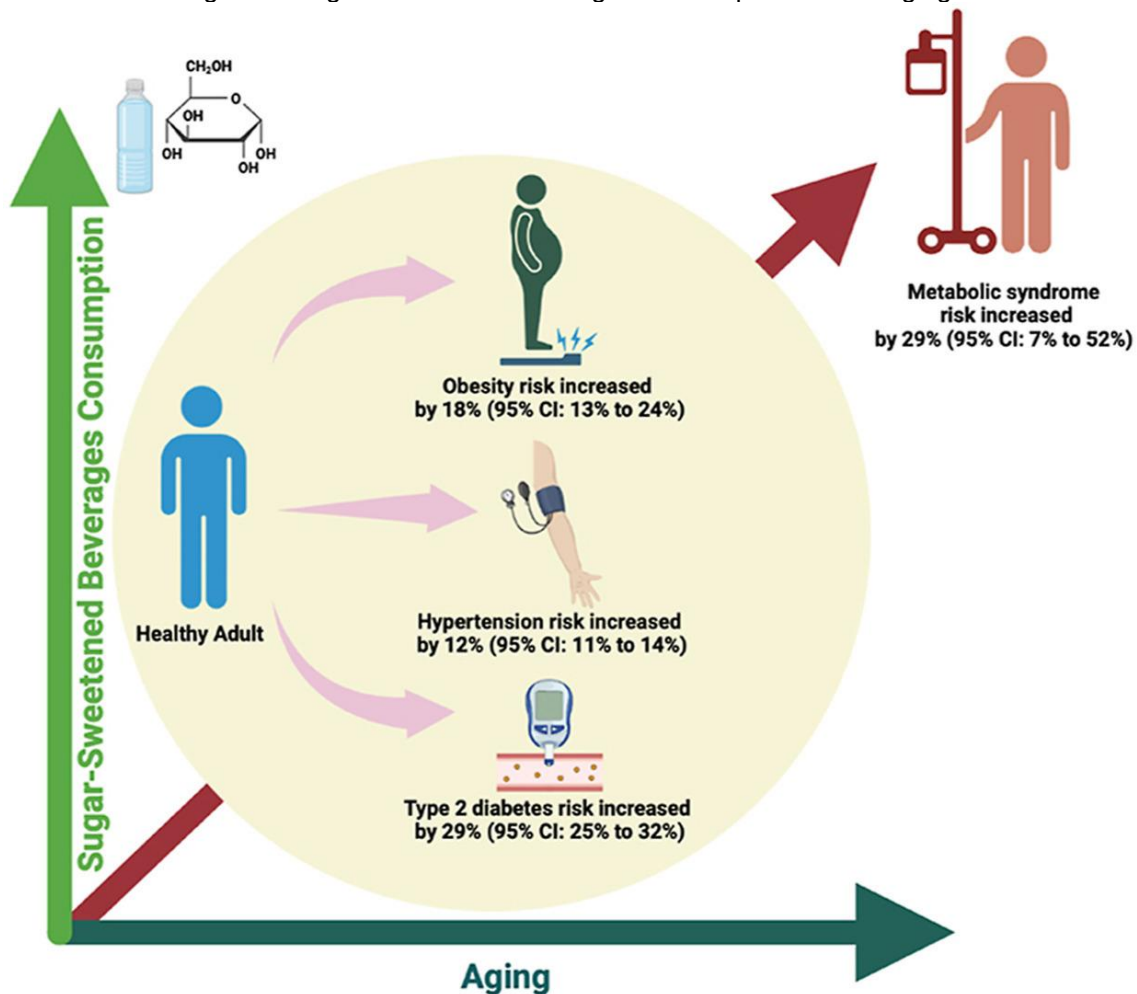 CH₂OH
O
OH
OH
OH
OH
Sugar-Sweetened Beverages Consumption
Metabolic syndrome
risk increased
by 29% (95% CI: 7% to 52%)
Obesity risk increased
by 18% (95% CI: 13% to 24%)
Healthy Adult
Hypertension risk increased
by 12% (95% CI: 11% to 14%)
Type 2 diabetes risk increased
by 29% (95% CI: 25% to 32%)
Aging